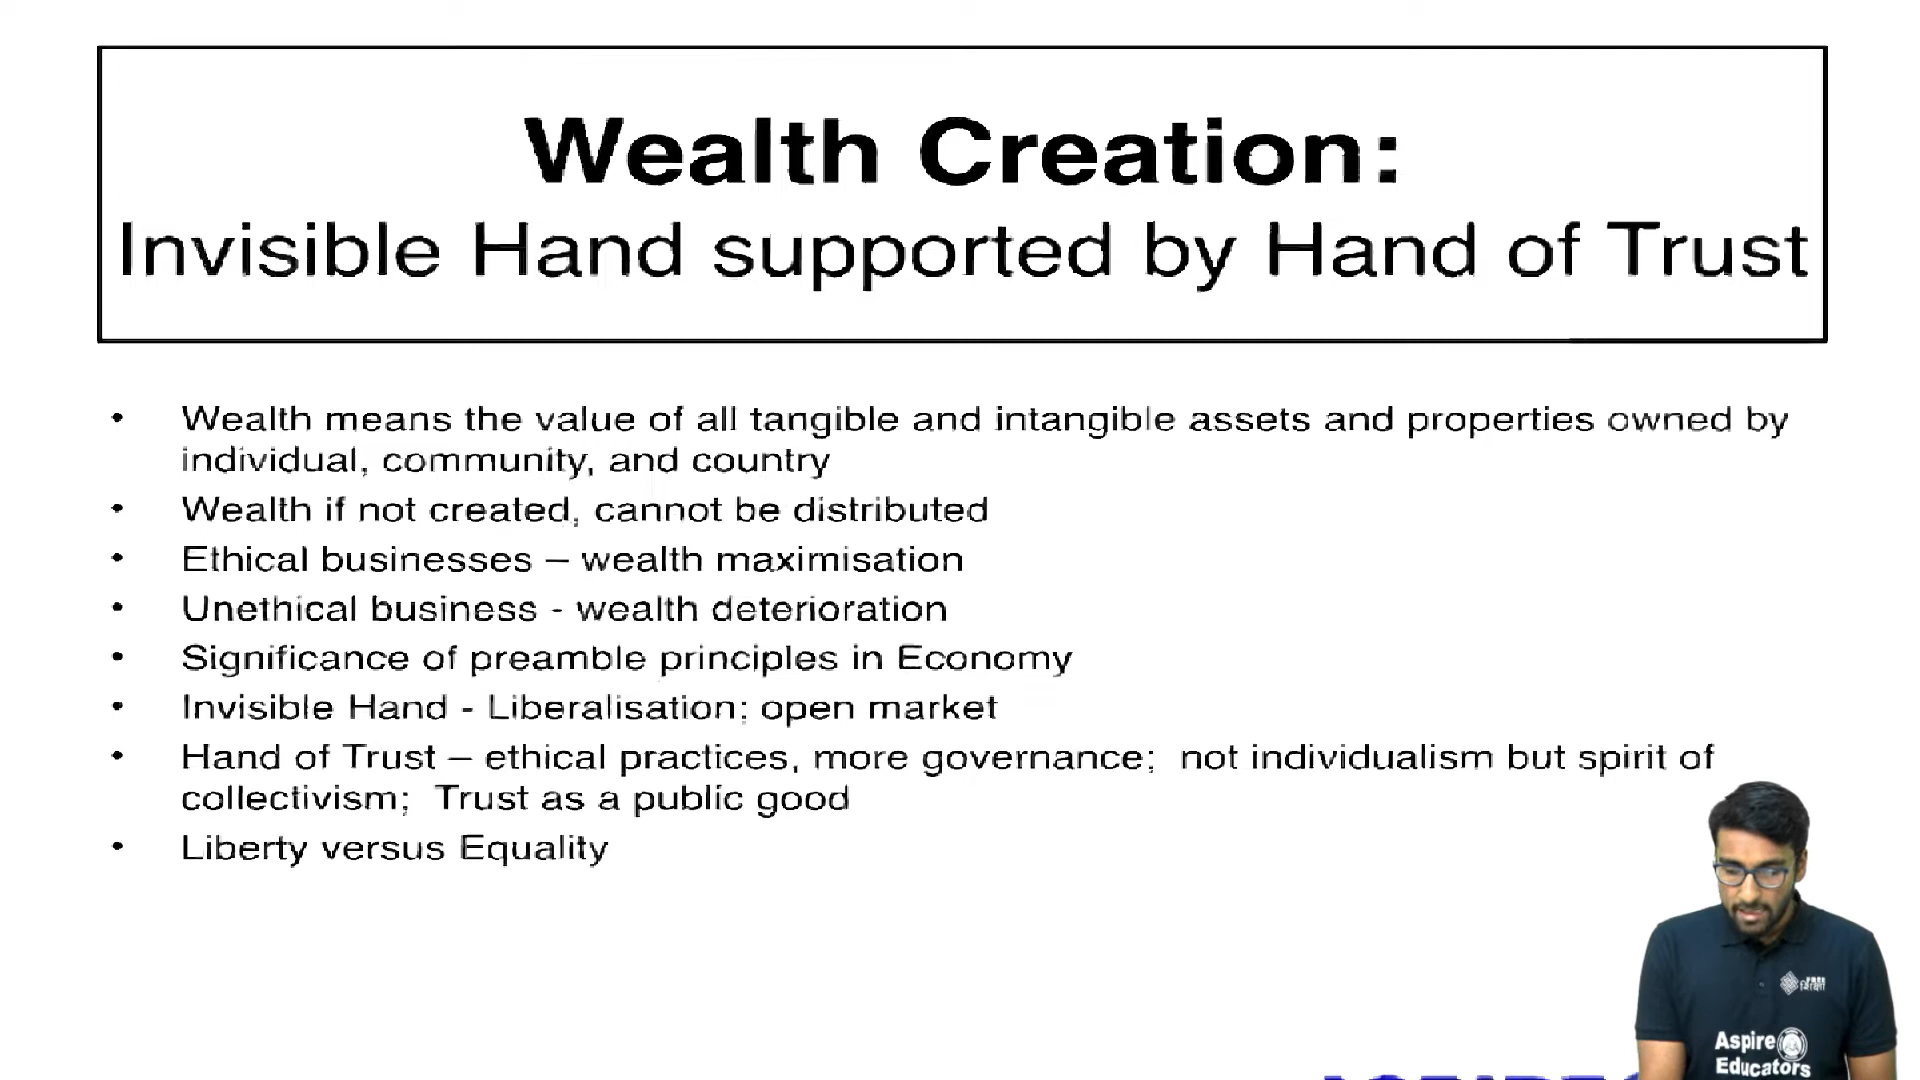 Wealth Creation:
Invisible Hand supported by Hand of Trust
• Wealth means the value of all tangible and intangible assets and properties owned by
individual, community, and country
• Wealth if not created, cannot be distributed
• Ethical businesses – wealth maximisation
• Unethical business - wealth deterioration
• Significance of preamble principles in Economy
• Invisible Hand - Liberalisation; open market
• Hand of Trust – ethical practices, more governance; not individualism but spirit of
collectivism; Trust as a public good
• Liberty versus Equality
Aspire
Educators